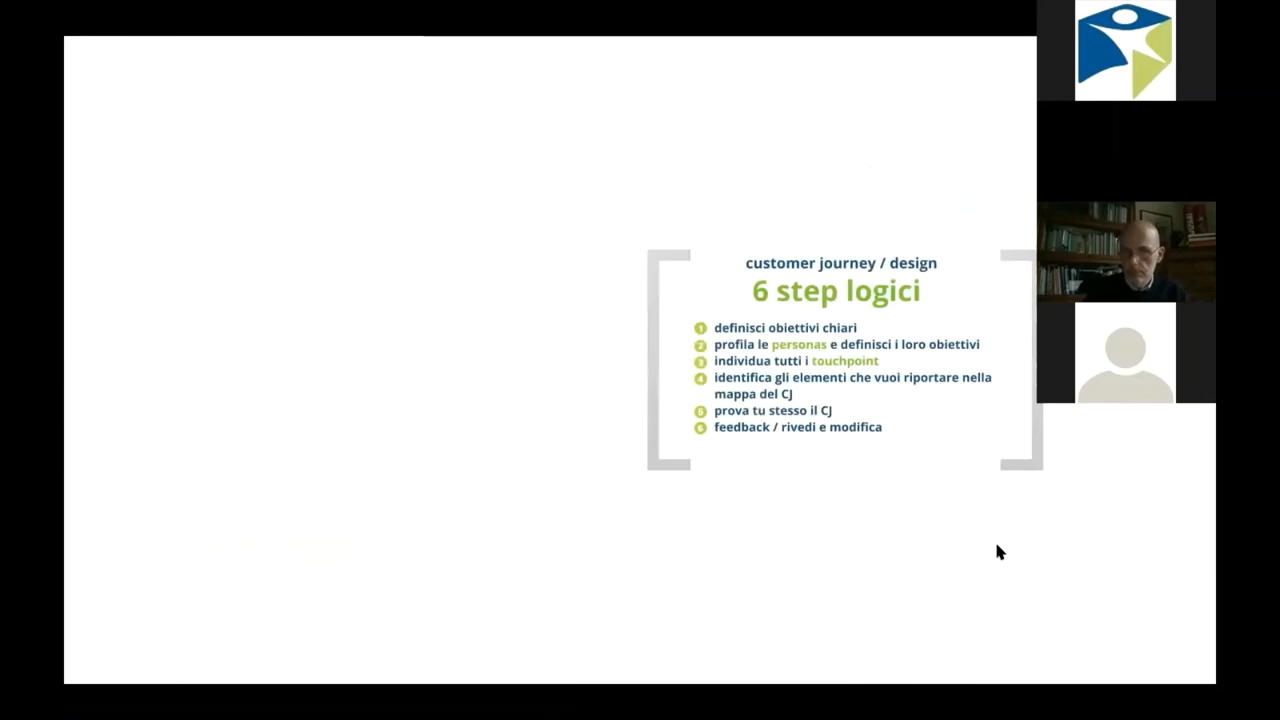 customer journey / design
6 step logici
1 definisci obiettivi chiari
2 profila le personas e definisci i loro obiettivi
3 individua tutti i touchpoint
4 identifica gli elementi che vuoi riportare nella
mappa del CJ
5 prova tu stesso il CJ
6 feedback / rivedi e modifica